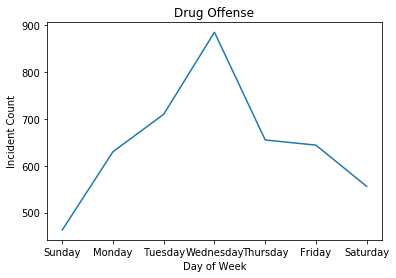 Drug Offense
900
800
700
600
500
Incident Count
Sunday Monday Tuesday Wednesday Thursday Friday Saturday
Day of Week